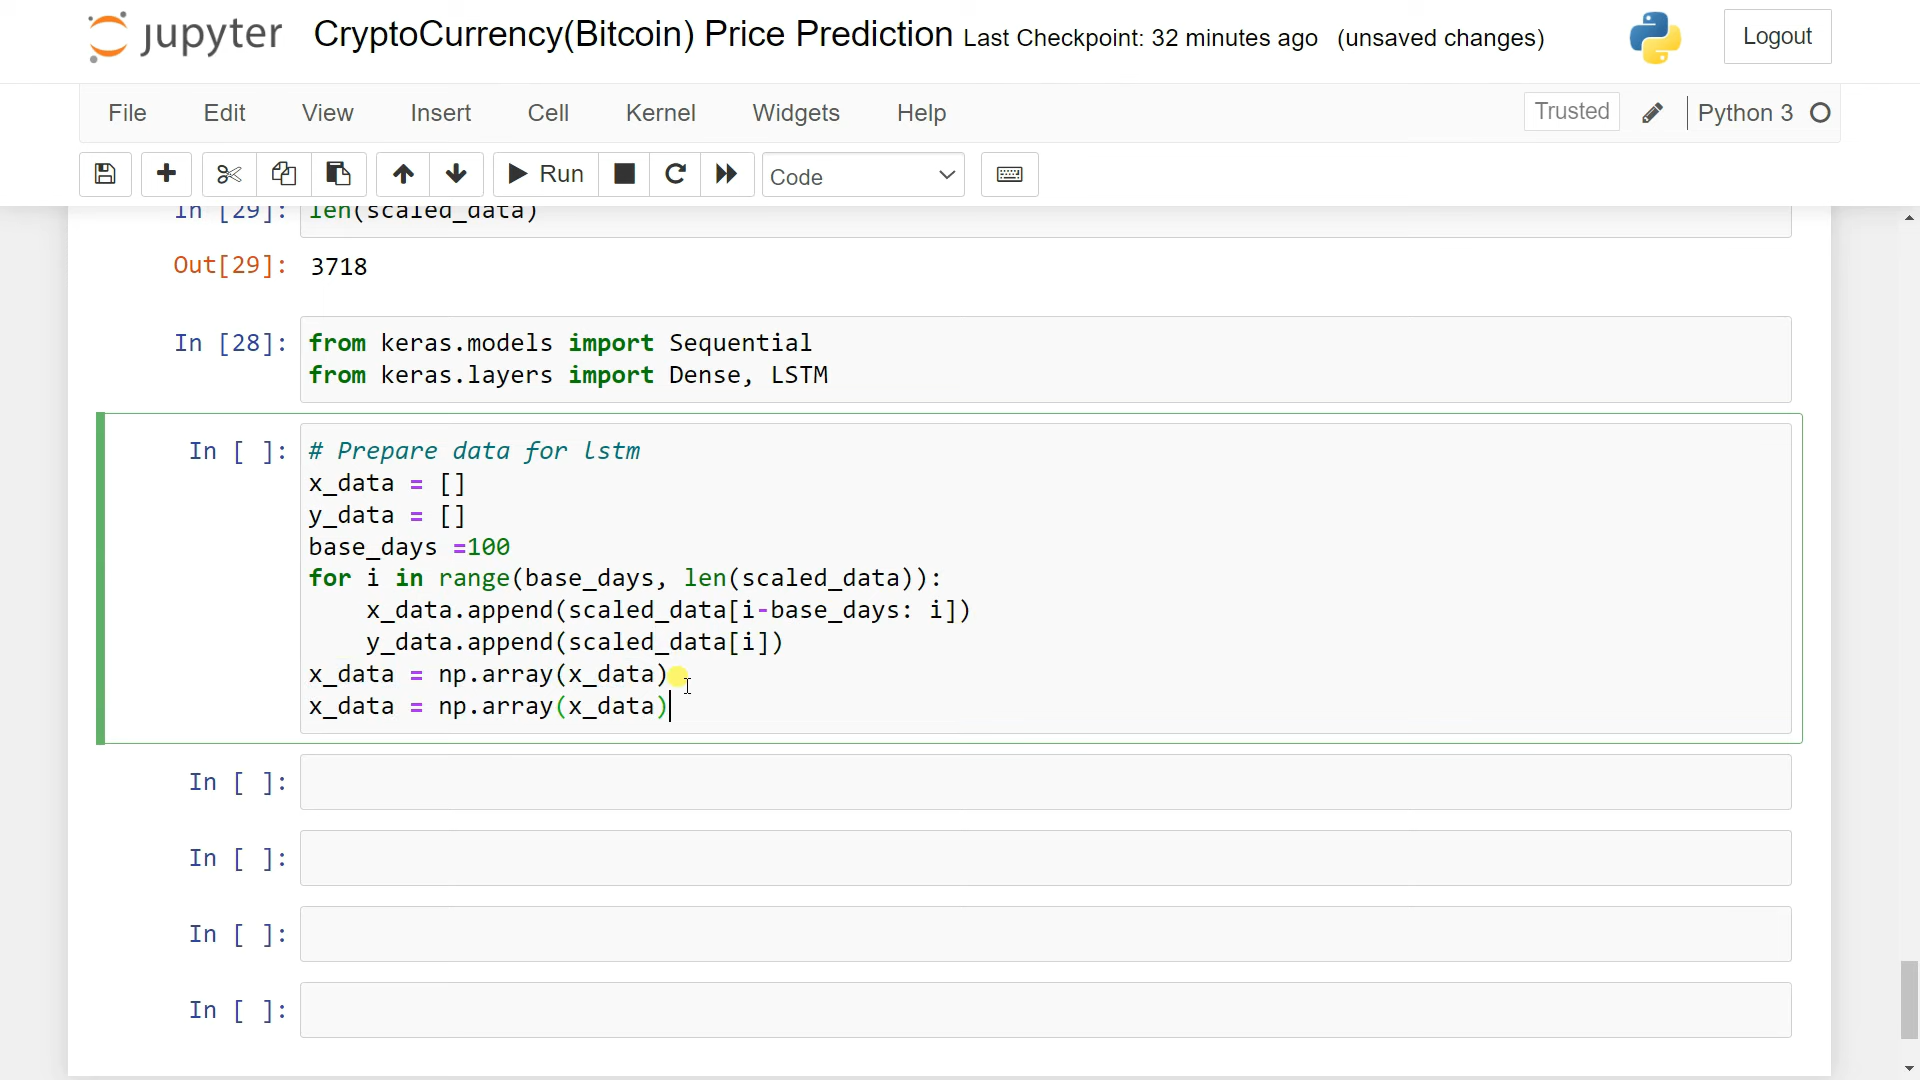 jupyter CryptoCurrency(Bitcoin) Price Prediction Last Checkpoint: 32 minutes ago (unsaved changes) Logout
File Edit View Insert Cell Kernel Widgets Help Trusted Python 3
Run Code
In [29]: len(scaled_data)
Out[29]: 3718
In [28]: from keras.models import Sequential
from keras.layers import Dense, LSTM
In [ ]: # Prepare data for lstm
x_data = []
y_data = []
base_days =100
for i in range(base_days, len(scaled_data)):
    x_data.append(scaled_data[i-base_days: i])
    y_data.append(scaled_data[i])
x_data = np.array(x_data)
x_data = np.array(x_data)
In [ ]:
In [ ]:
In [ ]:
In [ ]: